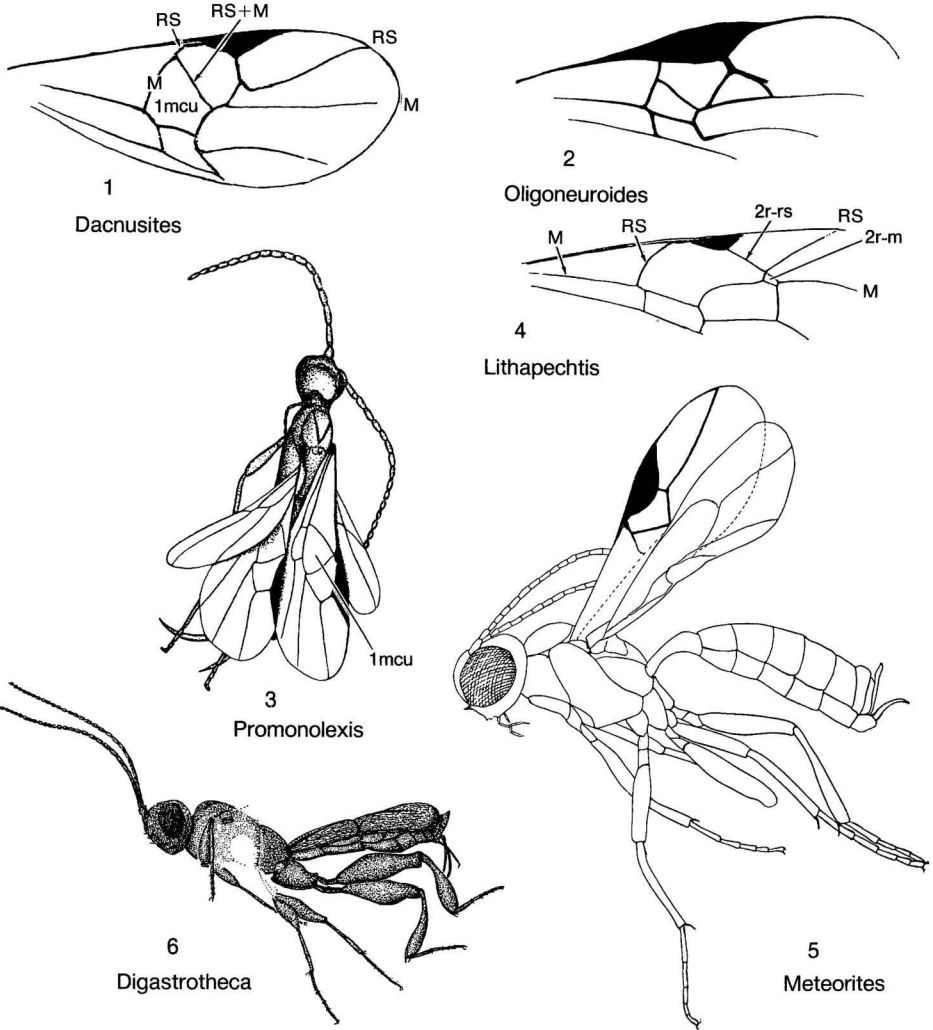 RS
RS+M
RS
M
1mcu
M
1
Dacnusites
2
Oligoneuroides
M
RS
2r-rs
RS
2r-m
M
4
Lithapechtis
1mcu
3
Promonolexis
5
Meteorites
6
Digastrotheca